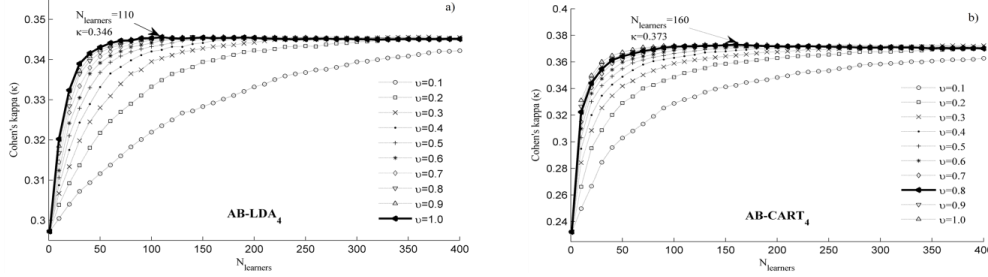 a)
N_learners=110
κ=0.346
0.35
0.34
0.33
0.32
0.31
0.3
Cohen's kappa (κ)
υ=0.1
υ=0.2
υ=0.3
υ=0.4
υ=0.5
υ=0.6
υ=0.7
υ=0.8
υ=0.9
υ=1.0
AB-LDA_4
0 50 100 150 200 250 300 350 400
N_learners
b)
N_learners=160
κ=0.373
0.4
0.38
0.36
0.34
0.32
0.3
0.28
0.26
0.24
Cohen's kappa (κ)
υ=0.1
υ=0.2
υ=0.3
υ=0.4
υ=0.5
υ=0.6
υ=0.7
υ=0.8
υ=0.9
υ=1.0
AB-CART_4
0 50 100 150 200 250 300 350 400
N_learners